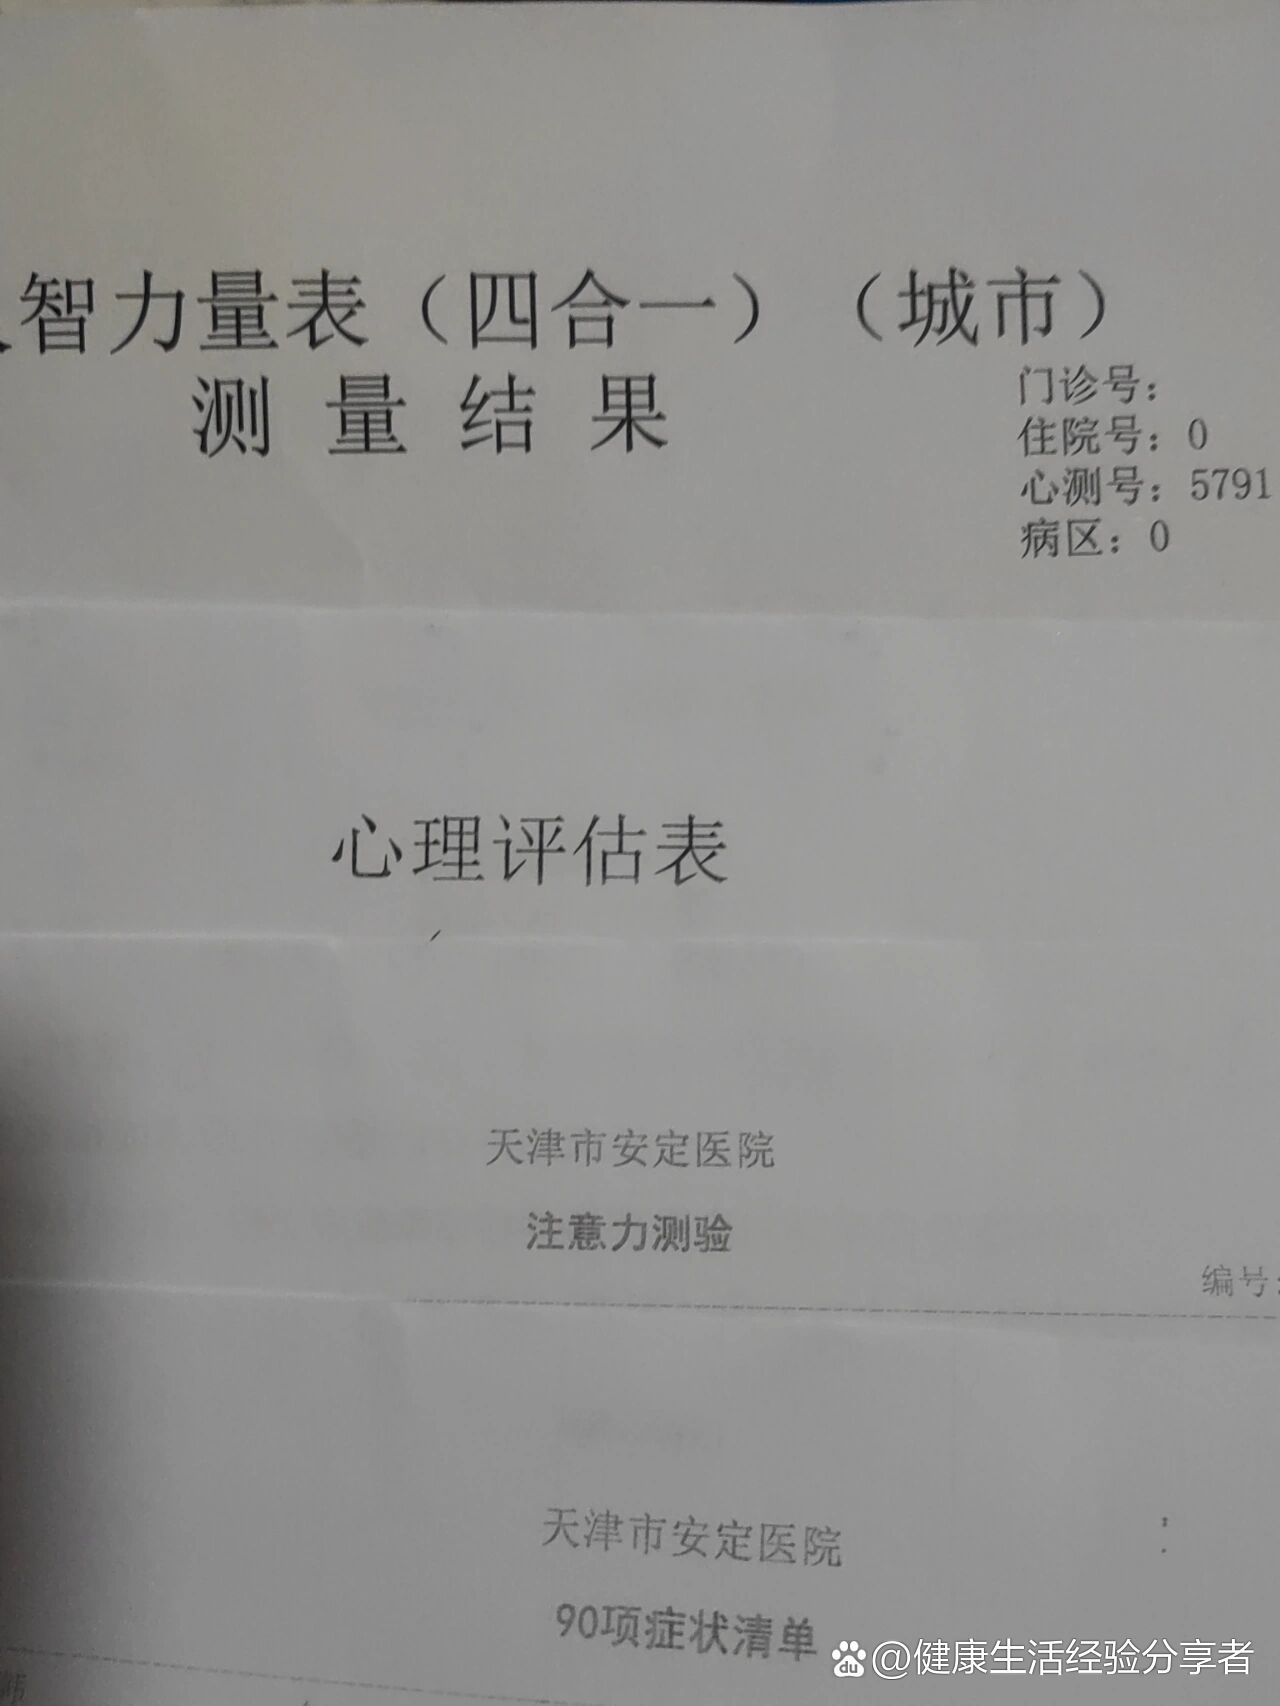 智力量表（四合一）（城市）
测量结果
门诊号：
住院号：0
心测号：5791
病区：0
心理评估表
天津市安定医院
注意力测验
编号：
天津市安定医院
90项症状清单
@健康生活经验分享者